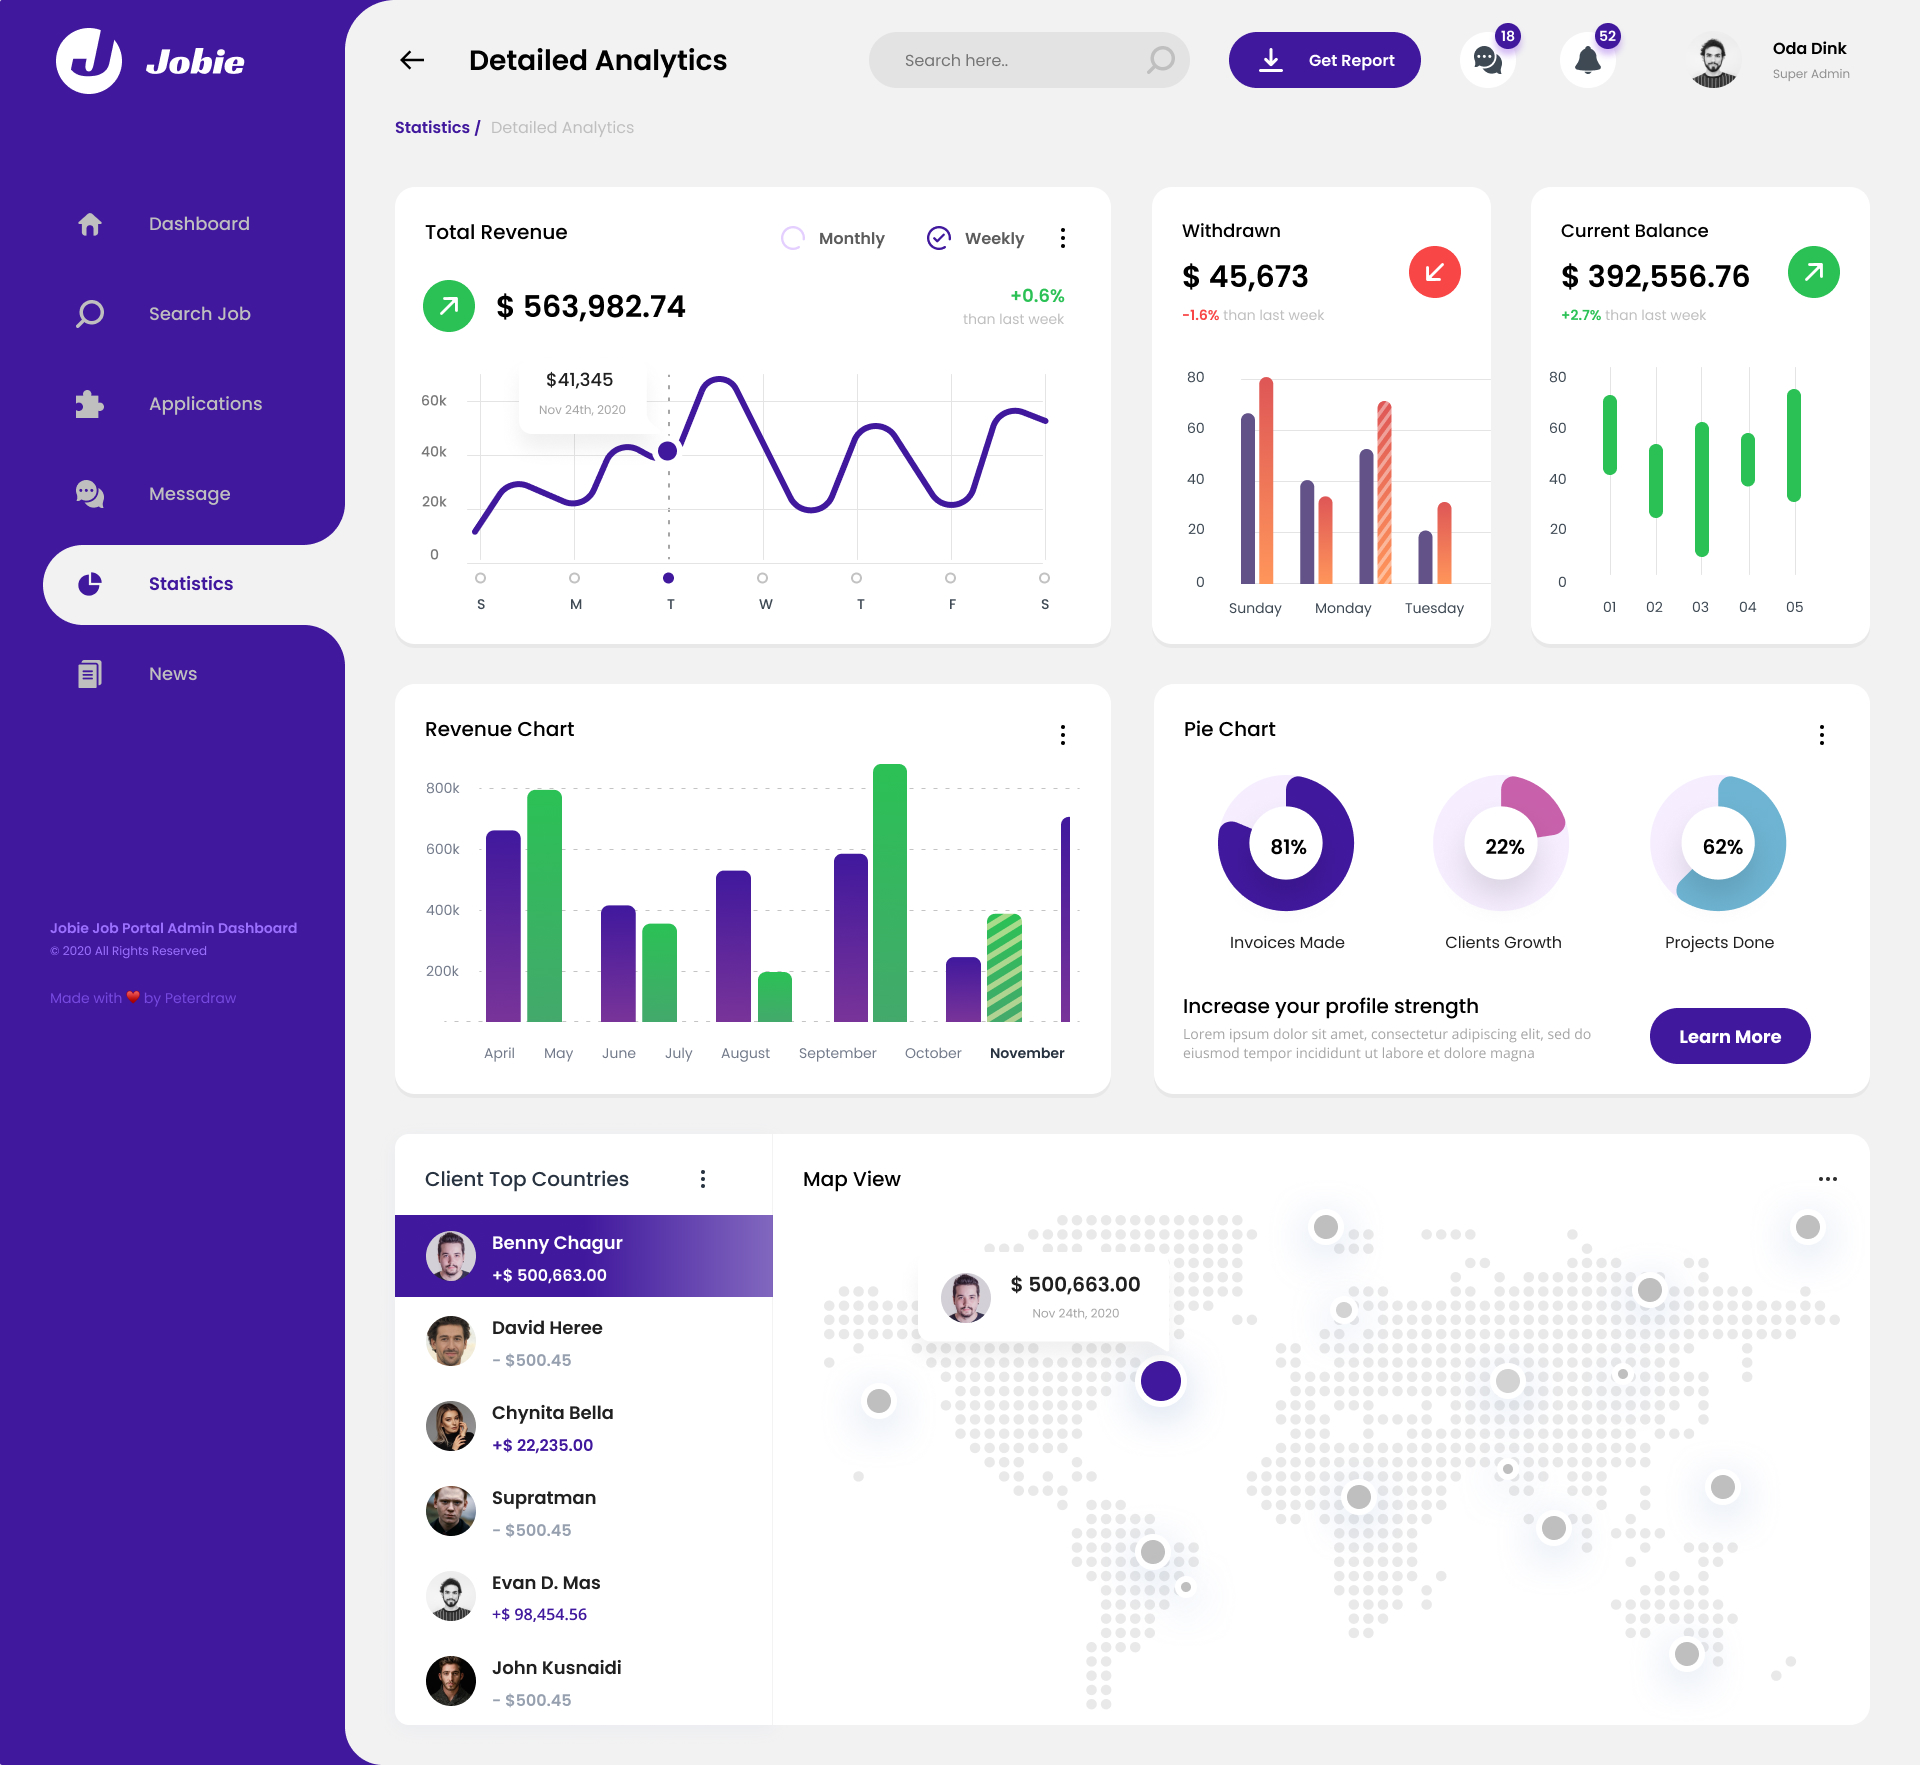 Jobie
Dashboard
Search Job
Applications
Message
Statistics
News
Jobie Job Portal Admin Dashboard
© 2020 All Rights Reserved
Made with ❤️ by Peterdraw
Detailed Analytics
Search here..
Get Report
18
52
Oda Dink
Super Admin
Statistics / Detailed Analytics
Total Revenue
Monthly
Weekly
$ 563,982.74
+0.6%
than last week
$41,345
Nov 24th, 2020
60k
40k
20k
0
S M T W T F S
Withdrawn
$ 45,673
-1.6% than last week
80
60
40
20
0
Sunday Monday Tuesday
Current Balance
$ 392,556.76
+2.7% than last week
80
60
40
20
0
01 02 03 04 05
Revenue Chart
800k
600k
400k
200k
April May June July August September October November
Pie Chart
81%
22%
62%
Invoices Made
Clients Growth
Projects Done
Increase your profile strength
Lorem ipsum dolor sit amet, consectetur adipiscing elit, sed do
eiusmod tempor incididunt ut labore et dolore magna
Learn More
Client Top Countries
Benny Chagur
+$ 500,663.00
David Heree
- $500.45
Chynita Bella
+$ 22,235.00
Supratman
- $500.45
Evan D. Mas
+$ 98,454.56
John Kusnaidi
- $500.45
Map View
$ 500,663.00
Nov 24th, 2020